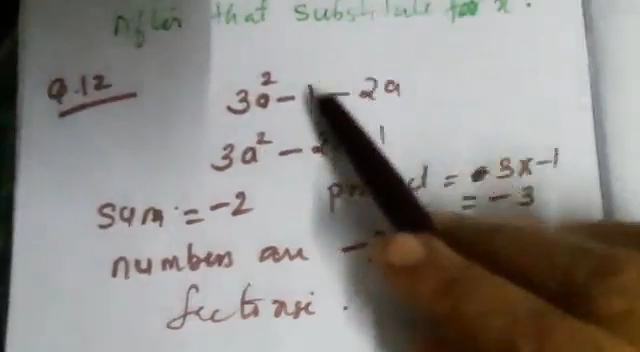 After that substitute for x.
Q.12
3a² - 1 - 2a
3a² - 2 1
sum = -2 product = 3x-1
= -3
numbers are -
factorise